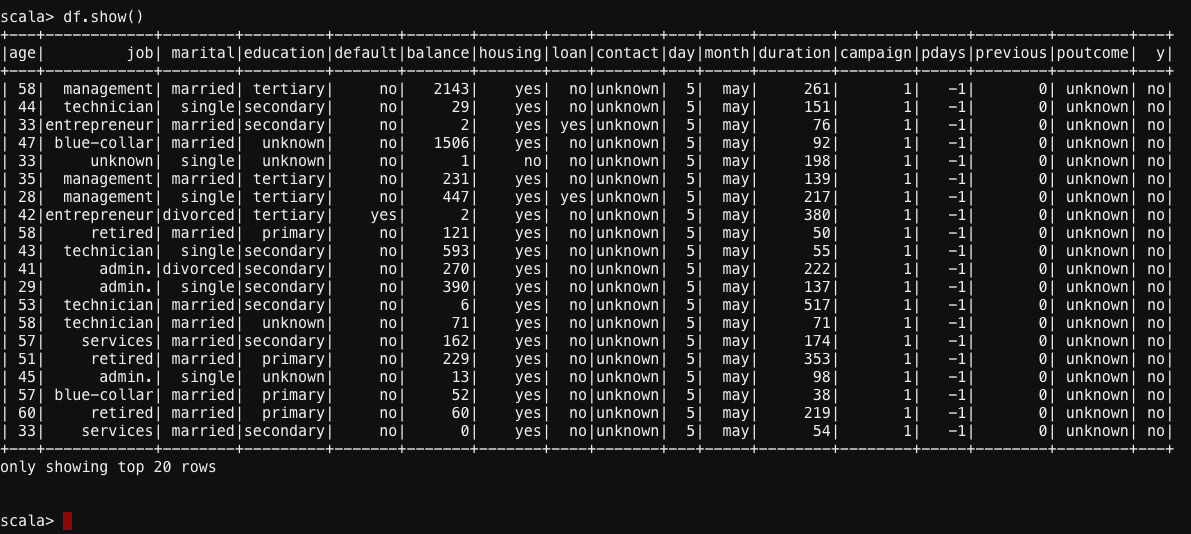 scala> df.show()
+---+------------+--------+---------+-------+-------+-------+----+-------+---+-----+--------+--------+-----+--------+--------+---+
|age|         job| marital|education|default|balance|housing|loan|contact|day|month|duration|campaign|pdays|previous|poutcome|  y|
+---+------------+--------+---------+-------+-------+-------+----+-------+---+-----+--------+--------+-----+--------+--------+---+
| 58|  management| married| tertiary|     no|   2143|    yes|  no|unknown|  5|  may|     261|       1|   -1|       0| unknown| no|
| 44|  technician|  single|secondary|     no|     29|    yes|  no|unknown|  5|  may|     151|       1|   -1|       0| unknown| no|
| 33|entrepreneur| married|secondary|     no|      2|    yes| yes|unknown|  5|  may|      76|       1|   -1|       0| unknown| no|
| 47| blue-collar| married|  unknown|     no|   1506|    yes|  no|unknown|  5|  may|      92|       1|   -1|       0| unknown| no|
| 33|     unknown|  single|  unknown|     no|      1|     no|  no|unknown|  5|  may|     198|       1|   -1|       0| unknown| no|
| 35|  management| married| tertiary|     no|    231|    yes|  no|unknown|  5|  may|     139|       1|   -1|       0| unknown| no|
| 28|  management|  single| tertiary|     no|    447|    yes| yes|unknown|  5|  may|     217|       1|   -1|       0| unknown| no|
| 42|entrepreneur|divorced| tertiary|    yes|      2|    yes|  no|unknown|  5|  may|     380|       1|   -1|       0| unknown| no|
| 58|     retired| married|  primary|     no|    121|    yes|  no|unknown|  5|  may|      50|       1|   -1|       0| unknown| no|
| 43|  technician|  single|secondary|     no|    593|    yes|  no|unknown|  5|  may|      55|       1|   -1|       0| unknown| no|
| 41|      admin.|divorced|secondary|     no|    270|    yes|  no|unknown|  5|  may|     222|       1|   -1|       0| unknown| no|
| 29|      admin.|  single|secondary|     no|    390|    yes|  no|unknown|  5|  may|     137|       1|   -1|       0| unknown| no|
| 53|  technician| married|secondary|     no|      6|    yes|  no|unknown|  5|  may|     517|       1|   -1|       0| unknown| no|
| 58|  technician| married|  unknown|     no|     71|    yes|  no|unknown|  5|  may|      71|       1|   -1|       0| unknown| no|
| 57|    services| married|secondary|     no|    162|    yes|  no|unknown|  5|  may|     174|       1|   -1|       0| unknown| no|
| 51|     retired| married|  primary|     no|    229|    yes|  no|unknown|  5|  may|     353|       1|   -1|       0| unknown| no|
| 45|      admin.|  single|  unknown|     no|     13|    yes|  no|unknown|  5|  may|      98|       1|   -1|       0| unknown| no|
| 57| blue-collar| married|  primary|     no|     52|    yes|  no|unknown|  5|  may|      38|       1|   -1|       0| unknown| no|
| 60|     retired| married|  primary|     no|     60|    yes|  no|unknown|  5|  may|     219|       1|   -1|       0| unknown| no|
| 33|    services| married|secondary|     no|      0|    yes|  no|unknown|  5|  may|      54|       1|   -1|       0| unknown| no|
+---+------------+--------+---------+-------+-------+-------+----+-------+---+-----+--------+--------+-----+--------+--------+---+
only showing top 20 rows
scala>